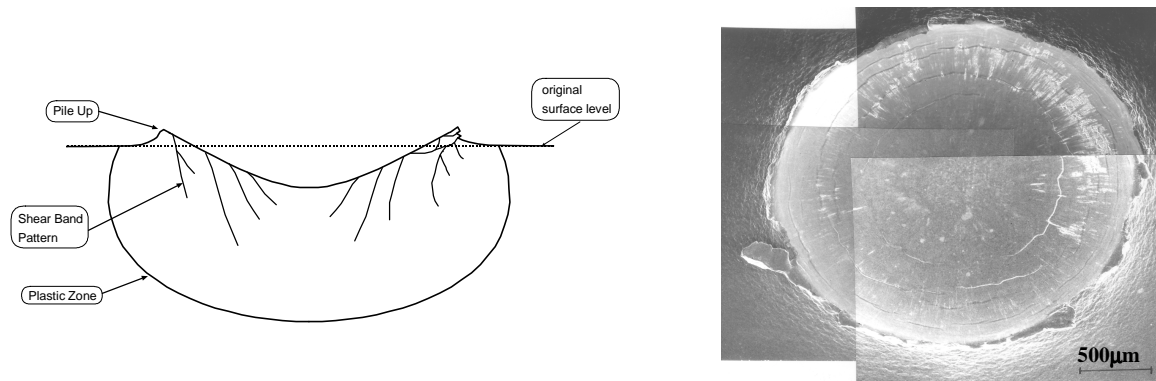 Pile Up
original
surface level
Shear Band
Pattern
Plastic Zone
500μm